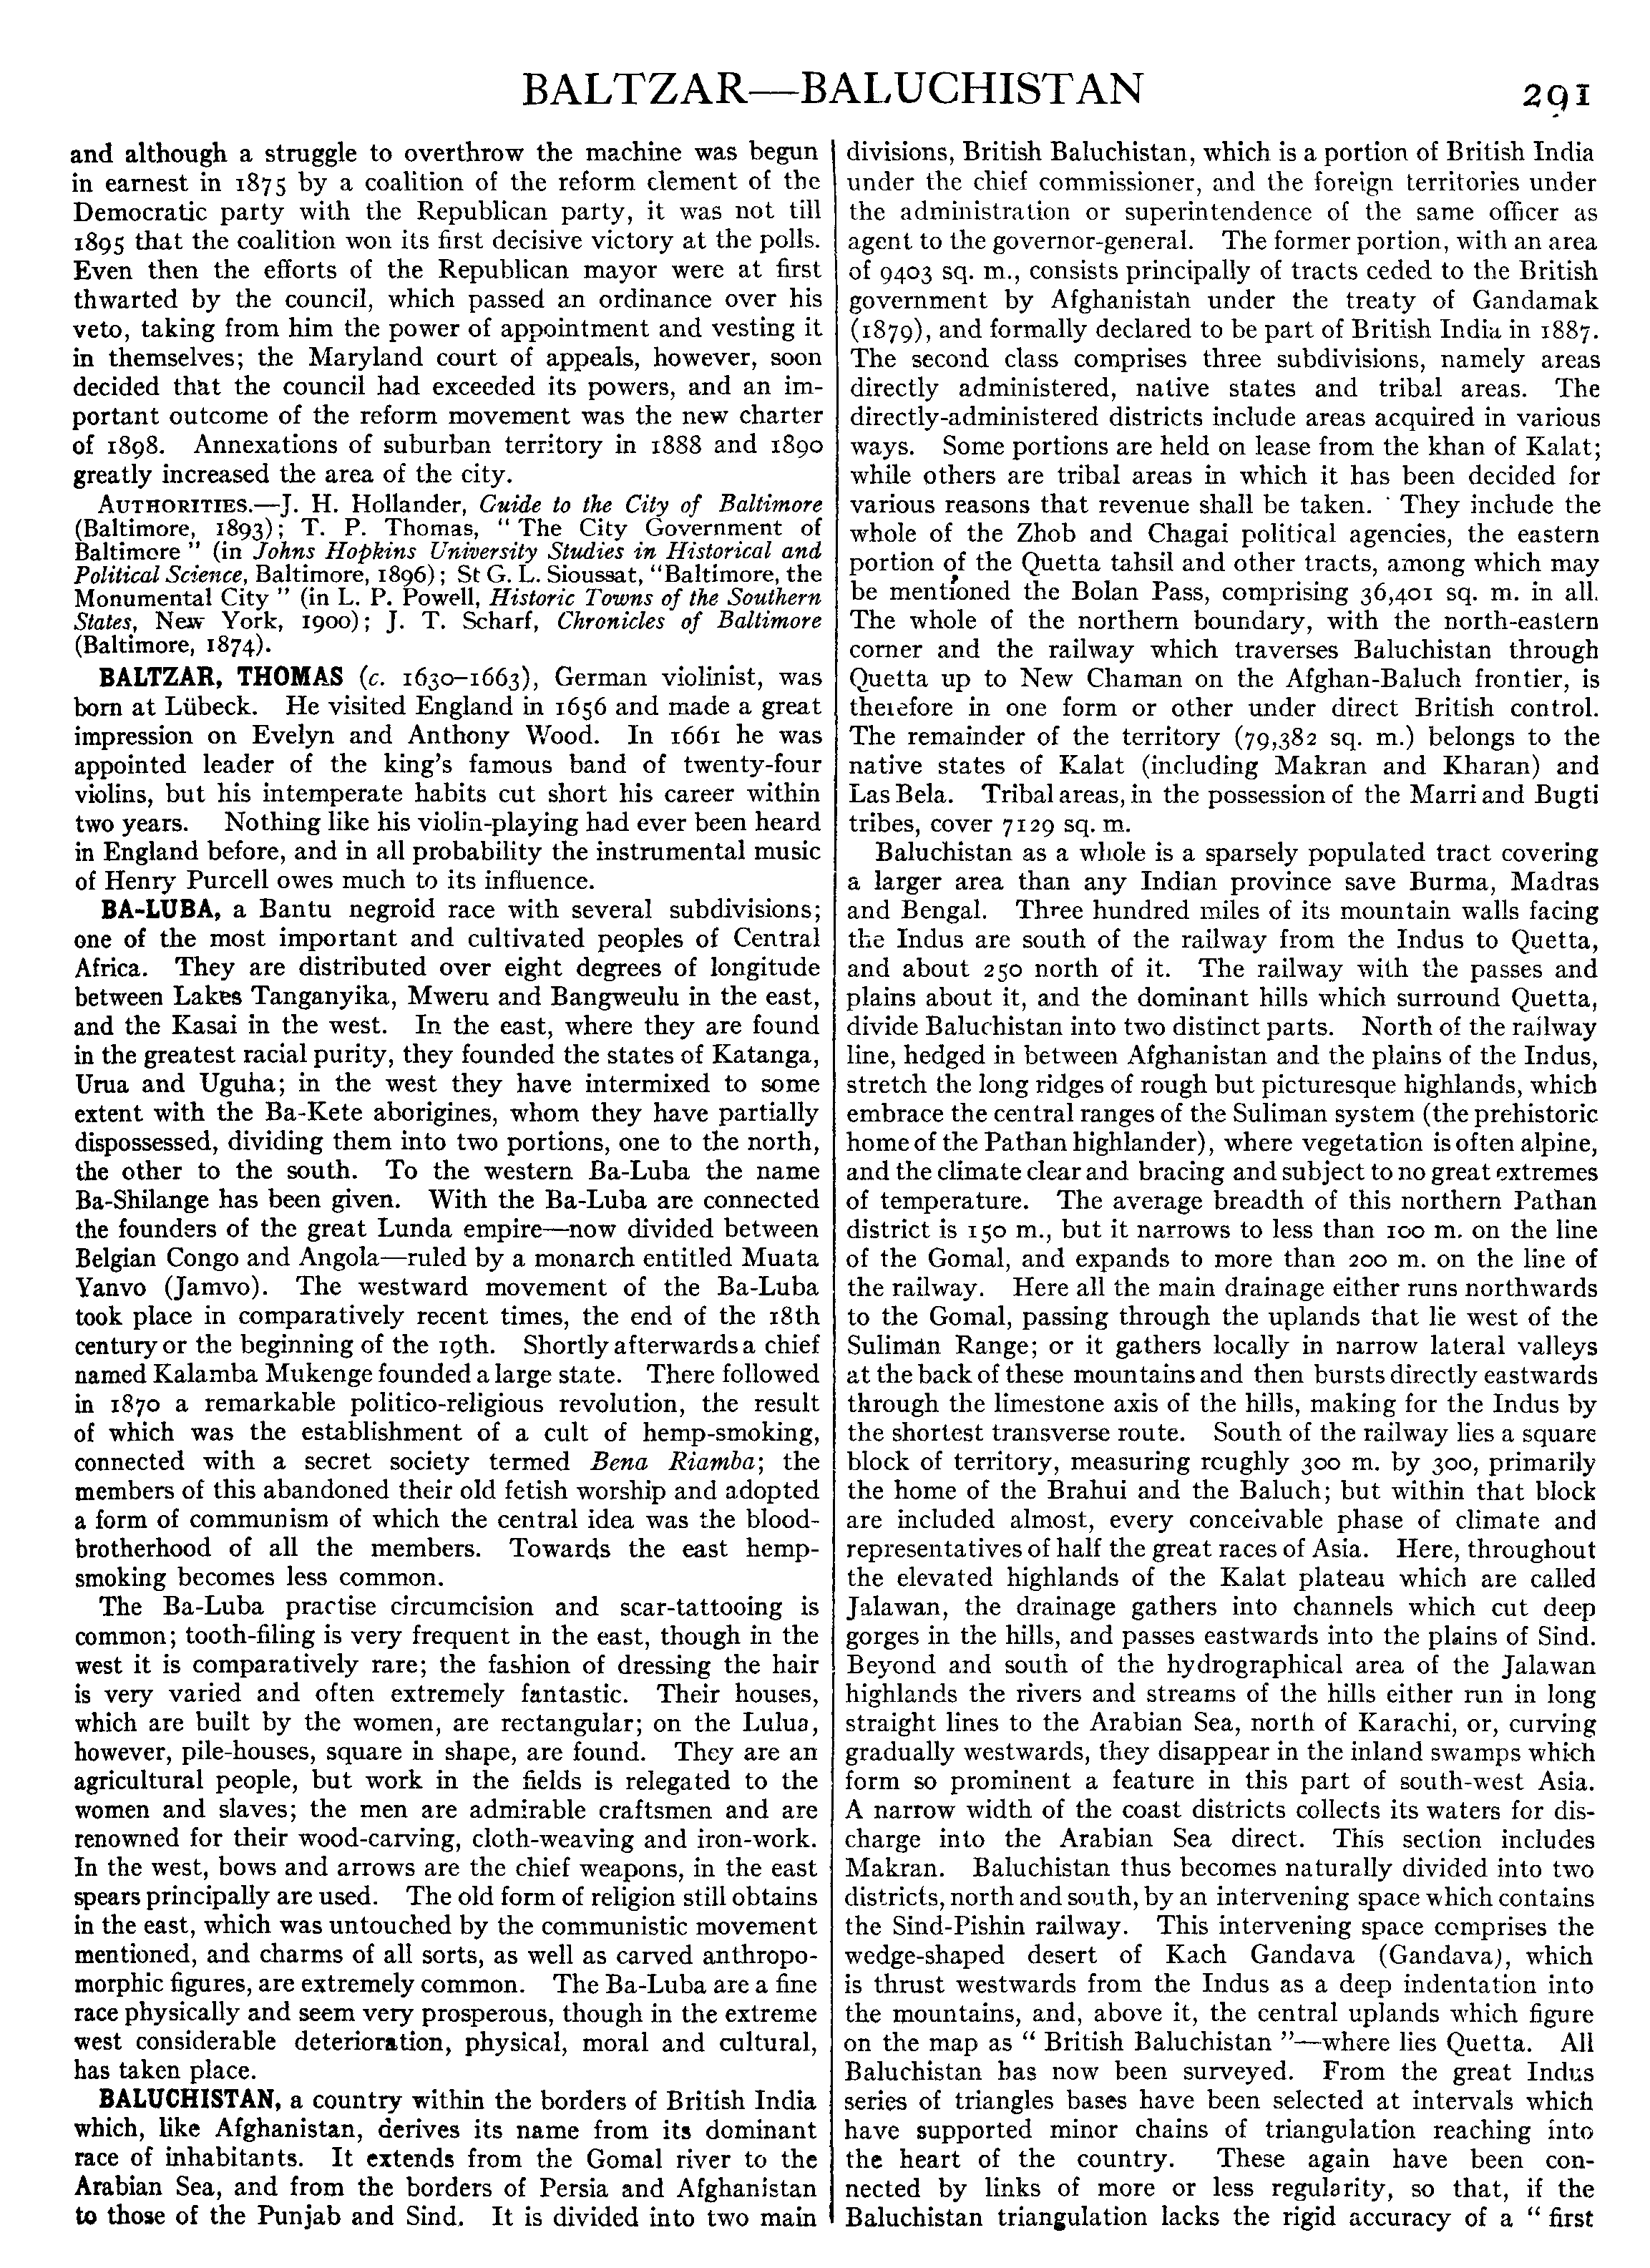 BALTZAR—BALUCHISTAN
291
and although a struggle to overthrow the machine was begun
in earnest in 1875 by a coalition of the reform element of the
Democratic party with the Republican party, it was not till
1895 that the coalition won its first decisive victory at the polls.
Even then the efforts of the Republican mayor were at first
thwarted by the council, which passed an ordinance over his
veto, taking from him the power of appointment and vesting it
in themselves; the Maryland court of appeals, however, soon
decided that the council had exceeded its powers, and an im-
portant outcome of the reform movement was the new charter
of 1898. Annexations of suburban territory in 1888 and 1890
greatly increased the area of the city.
AUTHORITIES.—J. H. Hollander, Guide to the City of Baltimore
(Baltimore, 1893); T. P. Thomas, “ The City Government of
Baltimore ” (in Johns Hopkins University Studies in Historical and
Political Science, Baltimore, 1896); St G. L. Sioussat, “Baltimore, the
Monumental City ” (in L. P. Powell, Historic Towns of the Southern
States, New York, 1900); J. T. Scharf, Chronicles of Baltimore
(Baltimore, 1874).
BALTZAR, THOMAS (c. 1630–1663), German violinist, was
born at Lübeck. He visited England in 1656 and made a great
impression on Evelyn and Anthony Wood. In 1661 he was
appointed leader of the king's famous band of twenty-four
violins, but his intemperate habits cut short his career within
two years. Nothing like his violin-playing had ever been heard
in England before, and in all probability the instrumental music
of Henry Purcell owes much to its influence.
BA-LUBA, a Bantu negroid race with several subdivisions;
one of the most important and cultivated peoples of Central
Africa. They are distributed over eight degrees of longitude
between Lakes Tanganyika, Mweru and Bangweulu in the east,
and the Kasai in the west. In the east, where they are found
in the greatest racial purity, they founded the states of Katanga,
Urua and Uguha; in the west they have intermixed to some
extent with the Ba-Kete aborigines, whom they have partially
dispossessed, dividing them into two portions, one to the north,
the other to the south. To the western Ba-Luba the name
Ba-Shilange has been given. With the Ba-Luba are connected
the founders of the great Lunda empire—now divided between
Belgian Congo and Angola—ruled by a monarch entitled Muata
Yanvo (Jamvo). The westward movement of the Ba-Luba
took place in comparatively recent times, the end of the 18th
century or the beginning of the 19th. Shortly afterwards a chief
named Kalamba Mukenge founded a large state. There followed
in 1870 a remarkable politico-religious revolution, the result
of which was the establishment of a cult of hemp-smoking,
connected with a secret society termed Bena Riamba; the
members of this abandoned their old fetish worship and adopted
a form of communism of which the central idea was the blood-
brotherhood of all the members. Towards the east hemp-
smoking becomes less common.
The Ba-Luba practise circumcision and scar-tattooing is
common; tooth-filing is very frequent in the east, though in the
west it is comparatively rare; the fashion of dressing the hair
is very varied and often extremely fantastic. Their houses,
which are built by the women, are rectangular; on the Lulua,
however, pile-houses, square in shape, are found. They are an
agricultural people, but work in the fields is relegated to the
women and slaves; the men are admirable craftsmen and are
renowned for their wood-carving, cloth-weaving and iron-work.
In the west, bows and arrows are the chief weapons, in the east
spears principally are used. The old form of religion still obtains
in the east, which was untouched by the communistic movement
mentioned, and charms of all sorts, as well as carved anthropo-
morphic figures, are extremely common. The Ba-Luba are a fine
race physically and seem very prosperous, though in the extreme
west considerable deterioration, physical, moral and cultural,
has taken place.
BALUCHISTAN, a country within the borders of British India
which, like Afghanistan, derives its name from its dominant
race of inhabitants. It extends from the Gomal river to the
Arabian Sea, and from the borders of Persia and Afghanistan
to those of the Punjab and Sind. It is divided into two main
divisions, British Baluchistan, which is a portion of British India
under the chief commissioner, and the foreign territories under
the administration or superintendence of the same officer as
agent to the governor-general. The former portion, with an area
of 9403 sq. m., consists principally of tracts ceded to the British
government by Afghanistan under the treaty of Gandamak
(1879), and formally declared to be part of British India in 1887.
The second class comprises three subdivisions, namely areas
directly administered, native states and tribal areas. The
directly-administered districts include areas acquired in various
ways. Some portions are held on lease from the khan of Kalat;
while others are tribal areas in which it has been decided for
various reasons that revenue shall be taken. They include the
whole of the Zhob and Chagai political agencies, the eastern
portion of the Quetta tahsil and other tracts, among which may
be mentioned the Bolan Pass, comprising 36,401 sq. m. in all.
The whole of the northern boundary, with the north-eastern
corner and the railway which traverses Baluchistan through
Quetta up to New Chaman on the Afghan-Baluch frontier, is
therefore in one form or other under direct British control.
The remainder of the territory (79,382 sq. m.) belongs to the
native states of Kalat (including Makran and Kharan) and
Las Bela. Tribal areas, in the possession of the Marri and Bugti
tribes, cover 7129 sq. m.
Baluchistan as a whole is a sparsely populated tract covering
a larger area than any Indian province save Burma, Madras
and Bengal. Three hundred miles of its mountain walls facing
the Indus are south of the railway from the Indus to Quetta,
and about 250 north of it. The railway with the passes and
plains about it, and the dominant hills which surround Quetta,
divide Baluchistan into two distinct parts. North of the railway
line, hedged in between Afghanistan and the plains of the Indus,
stretch the long ridges of rough but picturesque highlands, which
embrace the central ranges of the Suliman system (the prehistoric
home of the Pathan highlander), where vegetation is often alpine,
and the climate clear and bracing and subject to no great extremes
of temperature. The average breadth of this northern Pathan
district is 150 m., but it narrows to less than 100 m. on the line
of the Gomal, and expands to more than 200 m. on the line of
the railway. Here all the main drainage either runs northwards
to the Gomal, passing through the uplands that lie west of the
Suliman Range; or it gathers locally in narrow lateral valleys
at the back of these mountains and then bursts directly eastwards
through the limestone axis of the hills, making for the Indus by
the shortest transverse route. South of the railway lies a square
block of territory, measuring roughly 300 m. by 300, primarily
the home of the Brahui and the Baluch; but within that block
are included almost, every conceivable phase of climate and
representatives of half the great races of Asia. Here, throughout
the elevated highlands of the Kalat plateau which are called
Jalawan, the drainage gathers into channels which cut deep
gorges in the hills, and passes eastwards into the plains of Sind.
Beyond and south of the hydrographical area of the Jalawan
highlands the rivers and streams of the hills either run in long
straight lines to the Arabian Sea, north of Karachi, or, curving
gradually westwards, they disappear in the inland swamps which
form so prominent a feature in this part of south-west Asia.
A narrow width of the coast districts collects its waters for dis-
charge into the Arabian Sea direct. This section includes
Makran. Baluchistan thus becomes naturally divided into two
districts, north and south, by an intervening space which contains
the Sind-Pishin railway. This intervening space comprises the
wedge-shaped desert of Kach Gandava (Gandava), which
is thrust westwards from the Indus as a deep indentation into
the mountains, and, above it, the central uplands which figure
on the map as “ British Baluchistan ”—where lies Quetta. All
Baluchistan has now been surveyed. From the great Indus
series of triangles bases have been selected at intervals which
have supported minor chains of triangulation reaching into
the heart of the country. These again have been con-
nected by links of more or less regularity, so that, if the
Baluchistan triangulation lacks the rigid accuracy of a “ first